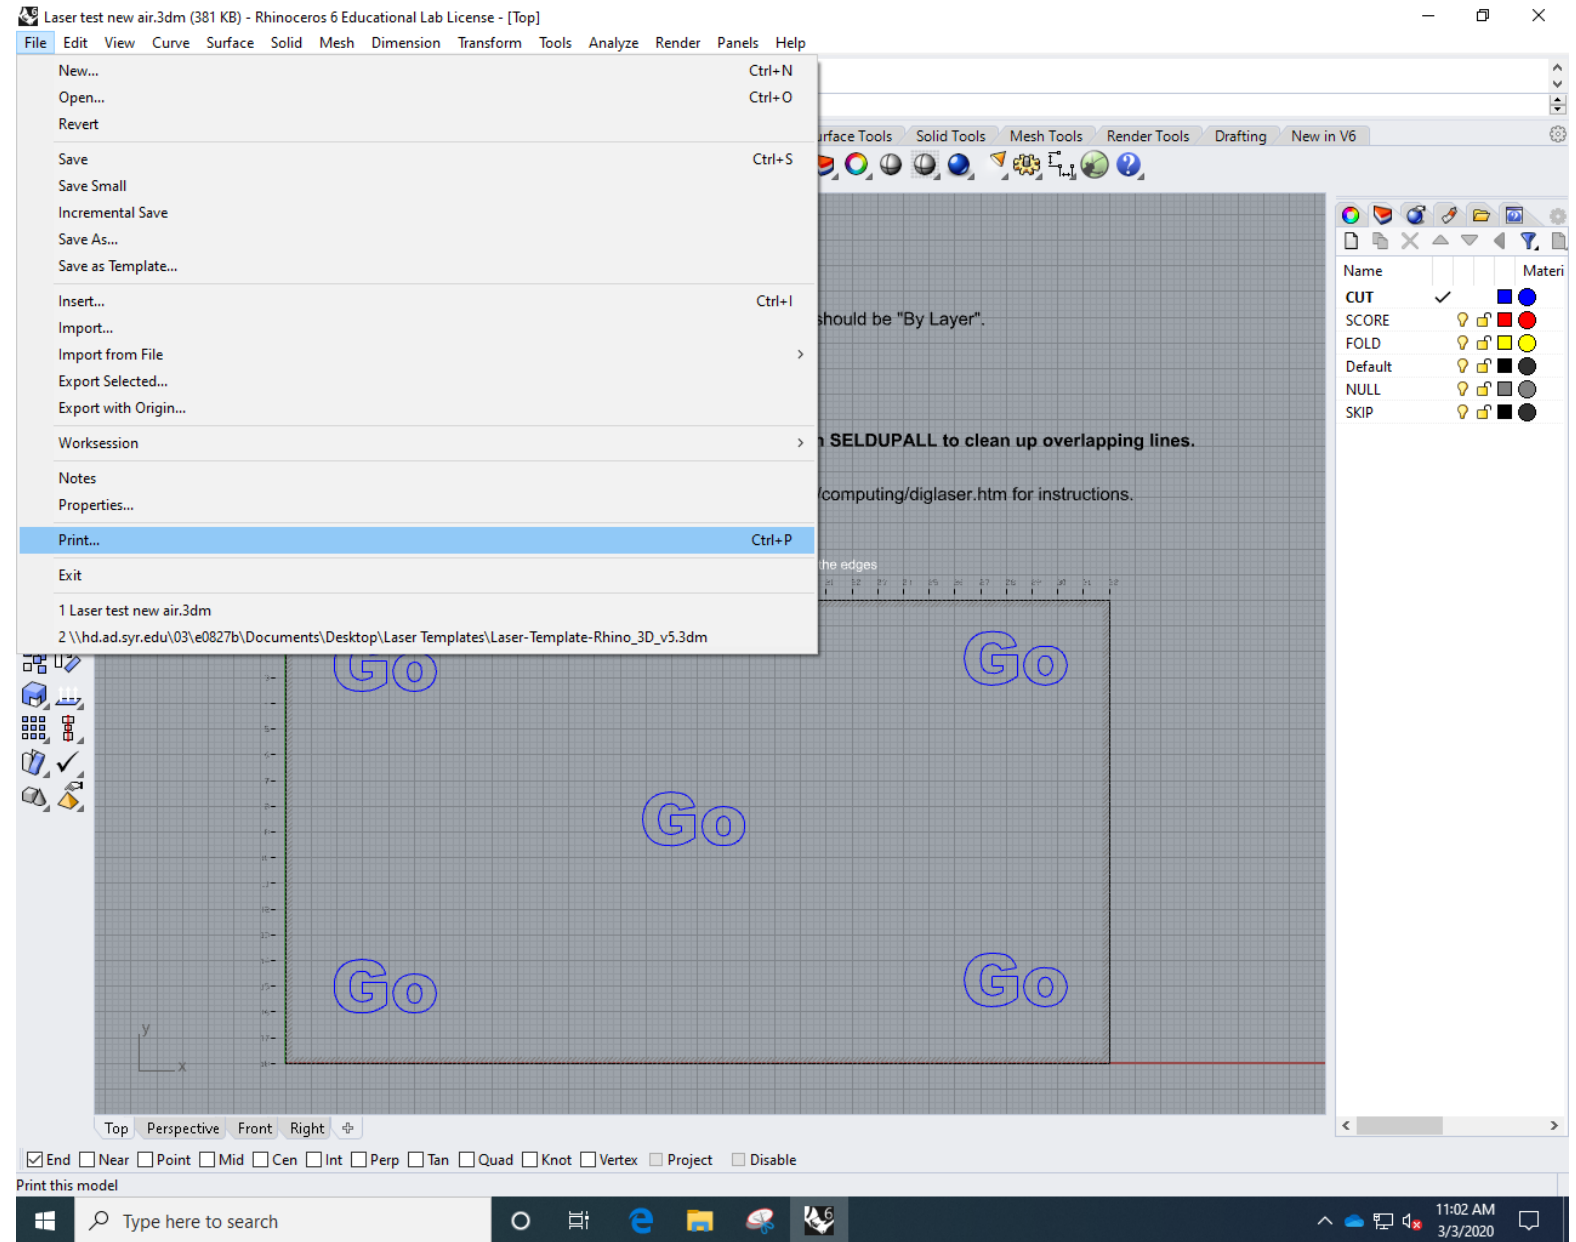 Laser test new air.3dm (381 KB) - Rhinoceros 6 Educational Lab License - [Top]
File Edit View Curve Surface Solid Mesh Dimension Transform Tools Analyze Render Panels Help
New... Ctrl+N
Open... Ctrl+O
Revert
Save Ctrl+S
Save Small
Incremental Save
Save As...
Save as Template...
Insert... Ctrl+I
Import...
Import from File
Export Selected...
Export with Origin...
Worksession
Notes
Properties...
Print... Ctrl+P
Exit
1 Laser test new air.3dm
2 \\hd.ad.syr.edu\03\e0827b\Documents\Desktop\Laser Templates\Laser-Template-Rhino_3D_v5.3dm
urface Tools Solid Tools Mesh Tools Render Tools Drafting New in V6
should be "By Layer".
n SELDUPALL to clean up overlapping lines.
/computing/diglaser.htm for instructions.
the edges
Name Materi
CUT
SCORE
FOLD
Default
NULL
SKIP
Go Go
Go
Go Go
y
x
Top Perspective Front Right
End Near Point Mid Cen Int Perp Tan Quad Knot Vertex Project Disable
Print this model
Type here to search
6
11:02 AM
3/3/2020